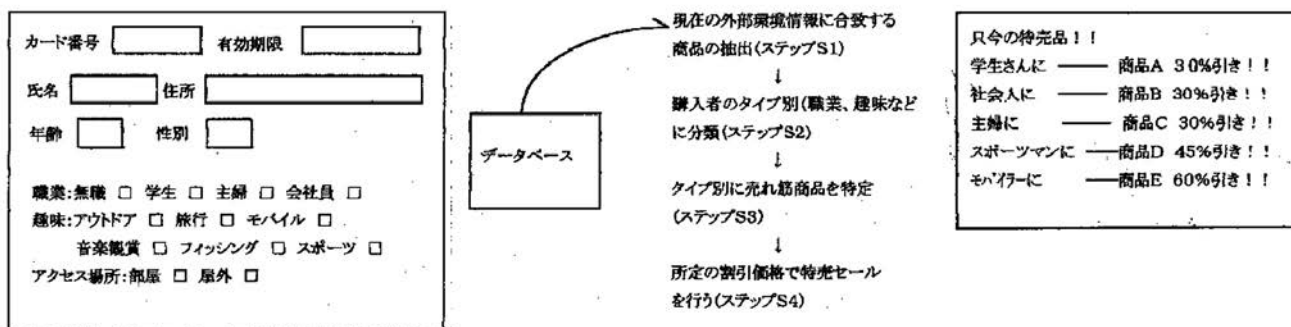 カード番号 有効期限
氏名 住所
年齢 性別
職業:無職 □ 学生 □ 主婦 □ 会社員 □
趣味:アウトドア □ 旅行 □ モバイル □
音楽観賞 □ フィッシング □ スポーツ □
アクセス場所:部屋 □ 屋外 □
データベース
現在の外部環境情報に合致する
商品の抽出(ステップS1)
↓
購入者のタイプ別(職業、趣味など
に分類(ステップS2)
↓
タイプ別に売れ筋商品を特定
(ステップS3)
↓
所定の割引価格で特売セール
を行う(ステップS4)
只今の特売品!!
学生さんに 商品A 30%引き!!
社会人に 商品B 30%引き!!
主婦に 商品C 30%引き!!
スポーツマンに 商品D 45%引き!!
モバイラーに 商品E 60%引き!!